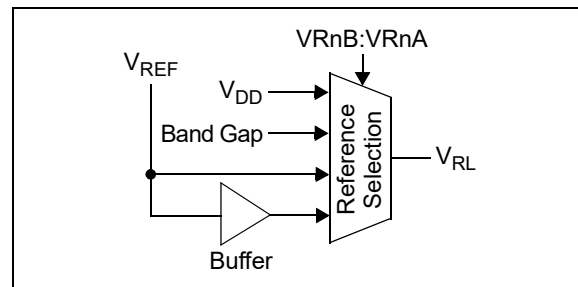 VRnB:VRnA
VREF
VDD
Band Gap
Reference
Selection
VRL
Buffer